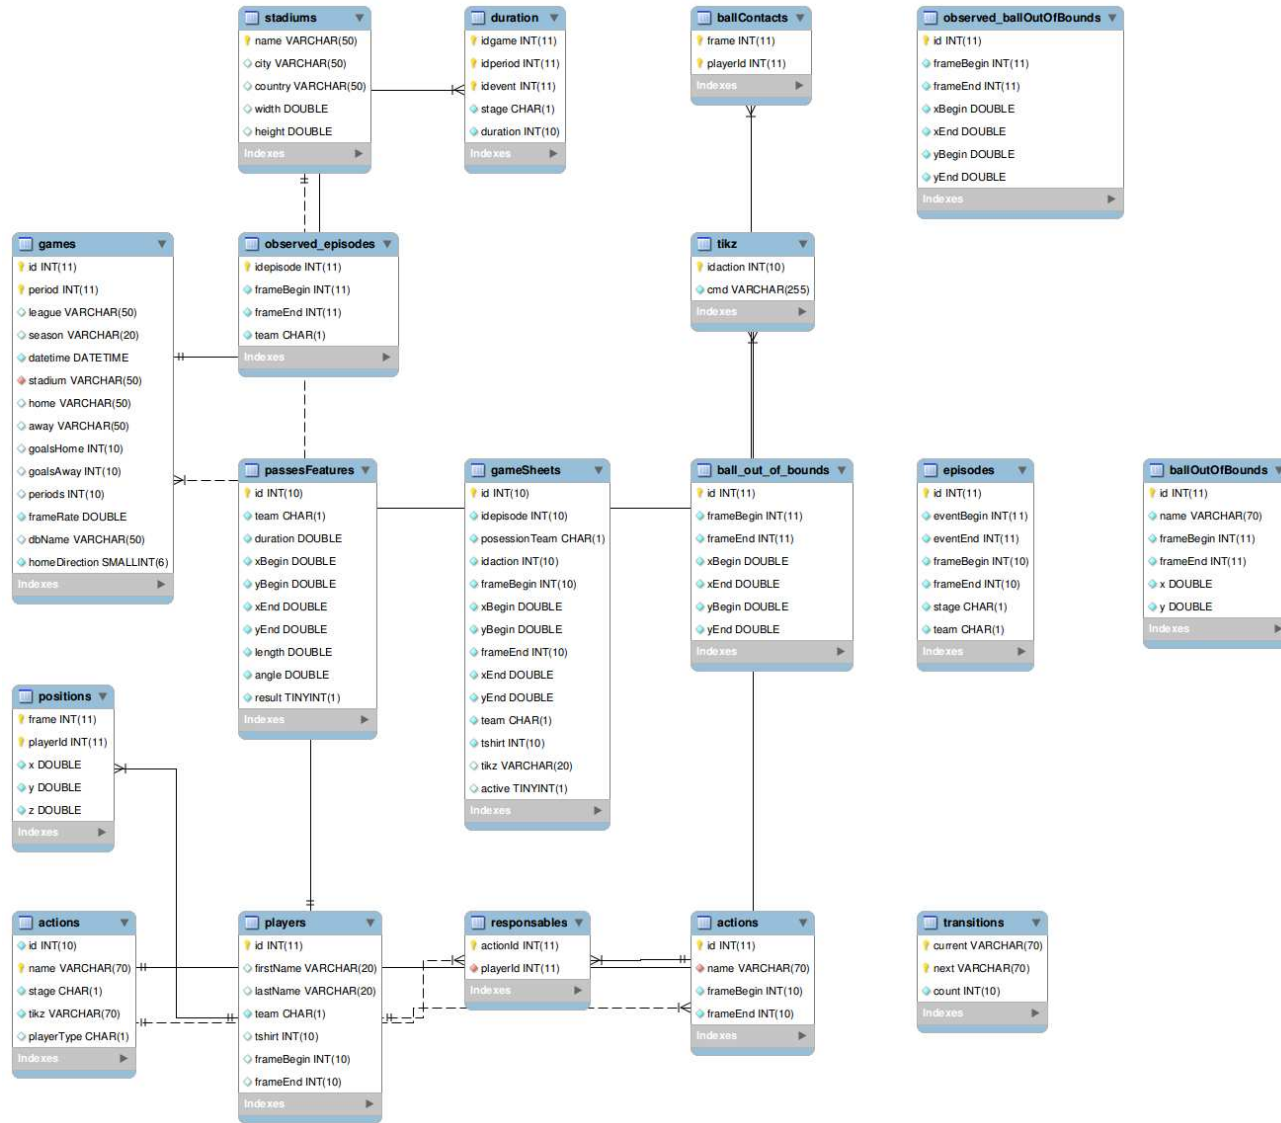 stadiums
name VARCHAR(50)
city VARCHAR(50)
country VARCHAR(50)
width DOUBLE
height DOUBLE
Indexes
duration
idgame INT(11)
idperiod INT(11)
idevent INT(11)
stage CHAR(1)
duration INT(10)
Indexes
ballContacts
frame INT(11)
playerId INT(11)
Indexes
observed_ballOutOfBounds
id INT(11)
frameBegin INT(11)
frameEnd INT(11)
xBegin DOUBLE
xEnd DOUBLE
yBegin DOUBLE
yEnd DOUBLE
Indexes
games
id INT(11)
period INT(11)
league VARCHAR(50)
season VARCHAR(20)
datetime DATETIME
stadium VARCHAR(50)
home VARCHAR(50)
away VARCHAR(50)
goalsHome INT(10)
goalsAway INT(10)
periods INT(10)
frameRate DOUBLE
dbName VARCHAR(50)
homeDirection SMALLINT(6)
Indexes
observed_episodes
idepisode INT(11)
frameBegin INT(11)
frameEnd INT(11)
team CHAR(1)
Indexes
tikz
idaction INT(10)
cmd VARCHAR(255)
Indexes
passesFeatures
id INT(10)
team CHAR(1)
duration DOUBLE
xBegin DOUBLE
yBegin DOUBLE
xEnd DOUBLE
yEnd DOUBLE
length DOUBLE
angle DOUBLE
result TINYINT(1)
Indexes
gameSheets
id INT(10)
idepisode INT(10)
posessionTeam CHAR(1)
idaction INT(10)
frameBegin INT(10)
xBegin DOUBLE
yBegin DOUBLE
frameEnd INT(10)
xEnd DOUBLE
yEnd DOUBLE
team CHAR(1)
tshirt INT(10)
tikz VARCHAR(20)
active TINYINT(1)
Indexes
ball_out_of_bounds
id INT(11)
frameBegin INT(11)
frameEnd INT(11)
xBegin DOUBLE
xEnd DOUBLE
yBegin DOUBLE
yEnd DOUBLE
Indexes
episodes
id INT(11)
eventBegin INT(11)
eventEnd INT(11)
frameBegin INT(10)
frameEnd INT(10)
stage CHAR(1)
team CHAR(1)
Indexes
ballOutOfBounds
id INT(11)
name VARCHAR(70)
frameBegin INT(11)
frameEnd INT(11)
x DOUBLE
y DOUBLE
Indexes
positions
frame INT(11)
playerId INT(11)
x DOUBLE
y DOUBLE
z DOUBLE
Indexes
actions
id INT(10)
name VARCHAR(70)
stage CHAR(1)
tikz VARCHAR(70)
playerType CHAR(1)
Indexes
players
id INT(11)
firstName VARCHAR(20)
lastName VARCHAR(20)
team CHAR(1)
tshirt INT(10)
frameBegin INT(10)
frameEnd INT(10)
Indexes
responsables
actionId INT(11)
playerId INT(11)
Indexes
actions
id INT(11)
name VARCHAR(70)
frameBegin INT(10)
frameEnd INT(10)
Indexes
transitions
current VARCHAR(70)
next VARCHAR(70)
count INT(10)
Indexes